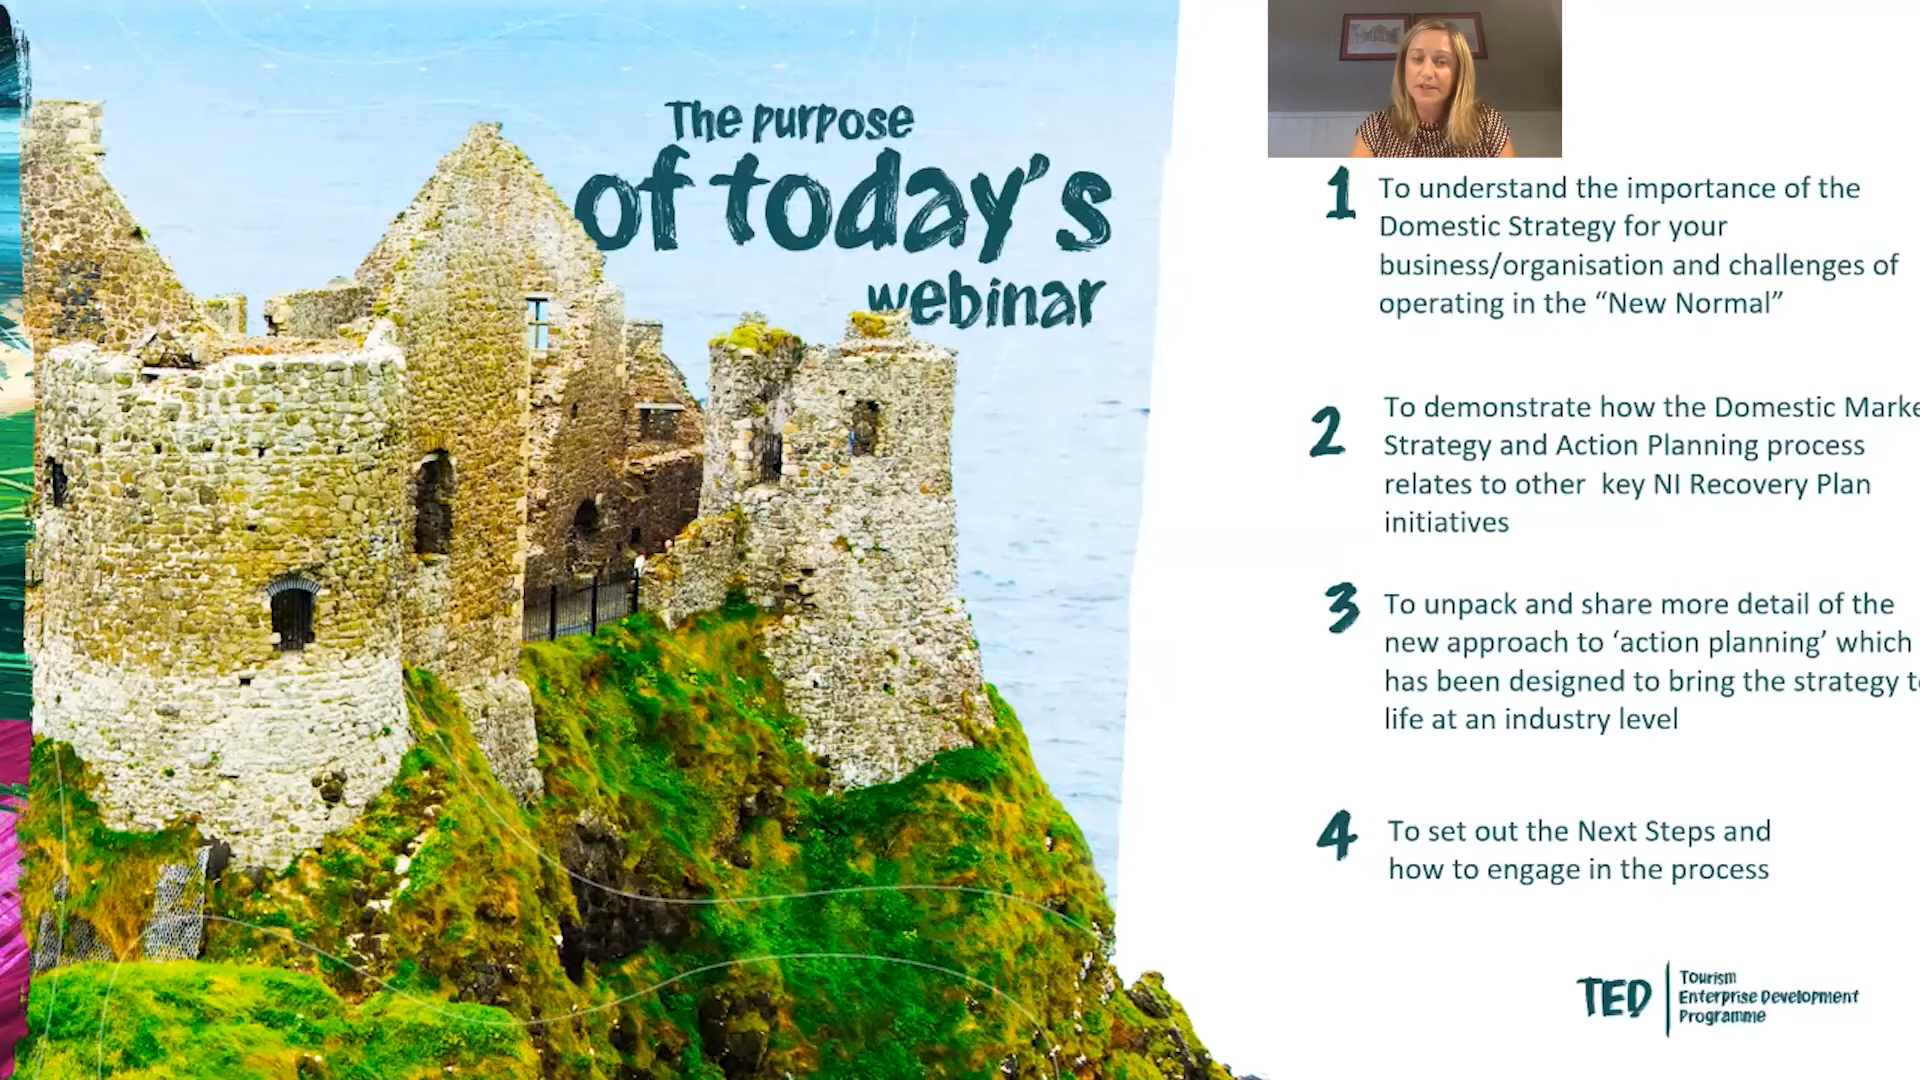 The purpose
of today's
webinar
1 To understand the importance of the
Domestic Strategy for your
business/organisation and challenges of
operating in the “New Normal”
2 To demonstrate how the Domestic Marke
Strategy and Action Planning process
relates to other key NI Recovery Plan
initiatives
3 To unpack and share more detail of the
new approach to ‘action planning’ which
has been designed to bring the strategy t
life at an industry level
4 To set out the Next Steps and
how to engage in the process
TED
Tourism
Enterprise Development
Programme